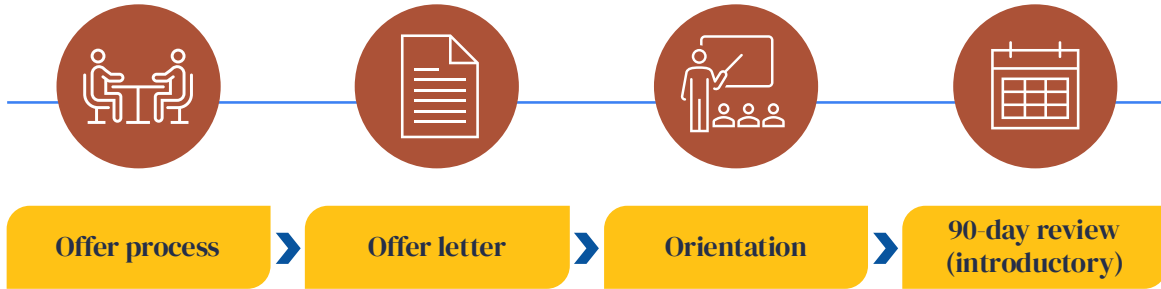 Offer process
Offer letter
Orientation
90-day review
(introductory)